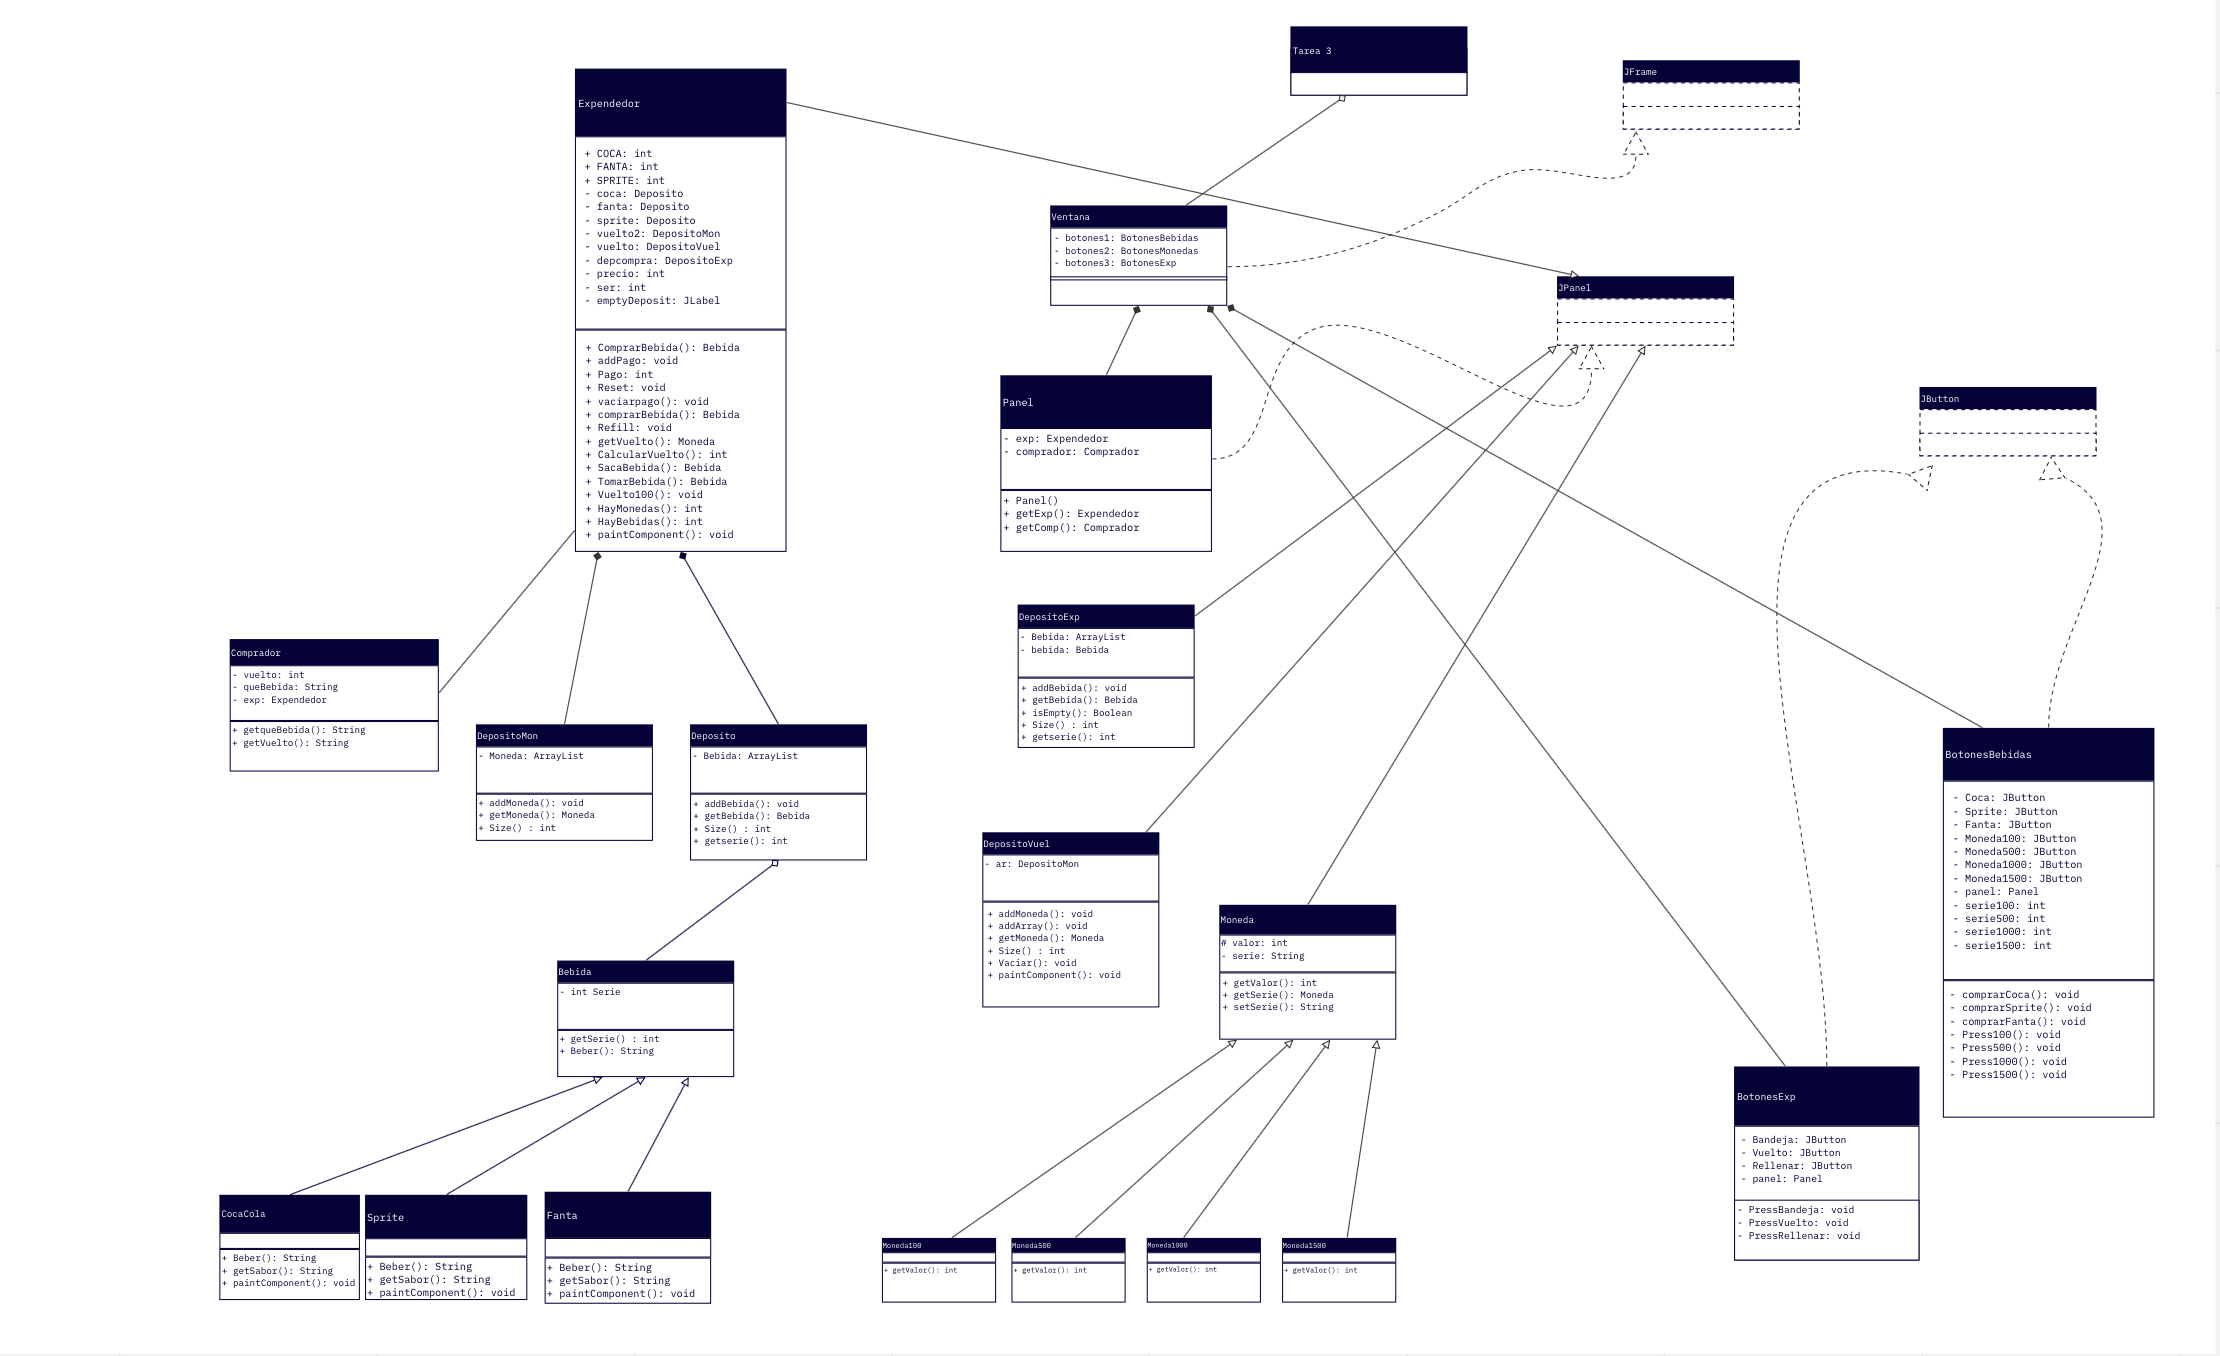 Tarea 3
JFrame
Expendedor
+ COCA: int
+ FANTA: int
+ SPRITE: int
- coca: Deposito
- fanta: Deposito
- sprite: Deposito
- vuelto2: DepositoMon
- vuelto: DepositoVuel
- depcompra: DepositoExp
- precio: int
- ser: int
- emptyDeposit: JLabel
+ ComprarBebida(): Bebida
+ addPago: void
+ Pago: int
+ Reset: void
+ vaciarpago(): void
+ comprarBebida(): Bebida
+ Refill: void
+ getVuelto(): Moneda
+ CalcularVuelto(): int
+ SacaBebida(): Bebida
+ TomarBebida(): Bebida
+ Vuelto100(): void
+ HayMonedas(): int
+ HayBebidas(): int
+ paintComponent(): void
Ventana
- botones1: BotonesBebidas
- botones2: BotonesMonedas
- botones3: BotonesExp
JPanel
Panel
- exp: Expendedor
- comprador: Comprador
+ Panel()
+ getExp(): Expendedor
+ getComp(): Comprador
JButton
Comprador
- vuelto: int
- queBebida: String
- exp: Expendedor
+ getqueBebida(): String
+ getVuelto(): String
DepositoMon
- Moneda: ArrayList
+ addMoneda(): void
+ getMoneda(): Moneda
+ Size() : int
Deposito
- Bebida: ArrayList
+ addBebida(): void
+ getBebida(): Bebida
+ Size() : int
+ getserie(): int
DepositoExp
- Bebida: ArrayList
- bebida: Bebida
+ addBebida(): void
+ getBebida(): Bebida
+ isEmpty(): Boolean
+ Size() : int
+ getserie(): int
DepositoVuel
- ar: DepositoMon
+ addMoneda(): void
+ addArray(): void
+ getMoneda(): Moneda
+ Size() : int
+ Vaciar(): void
+ paintComponent(): void
Moneda
# valor: int
- serie: String
+ getValor(): int
+ getSerie(): Moneda
+ setSerie(): String
BotonesBebidas
- Coca: JButton
- Sprite: JButton
- Fanta: JButton
- Moneda100: JButton
- Moneda500: JButton
- Moneda1000: JButton
- Moneda1500: JButton
- panel: Panel
- serie100: int
- serie500: int
- serie1000: int
- serie1500: int
- comprarCoca(): void
- comprarSprite(): void
- comprarFanta(): void
- Press100(): void
- Press500(): void
- Press1000(): void
- Press1500(): void
Bebida
- int Serie
+ getSerie() : int
+ Beber(): String
BotonesExp
- Bandeja: JButton
- Vuelto: JButton
- Rellenar: JButton
- panel: Panel
- PressBandeja: void
- PressVuelto: void
- PressRellenar: void
CocaCola
+ Beber(): String
+ getSabor(): String
+ paintComponent(): void
Sprite
+ Beber(): String
+ getSabor(): String
+ paintComponent(): void
Fanta
+ Beber(): String
+ getSabor(): String
+ paintComponent(): void
Moneda100
+ getValor(): int
Moneda500
+ getValor(): int
Moneda1000
+ getValor(): int
Moneda1500
+ getValor(): int